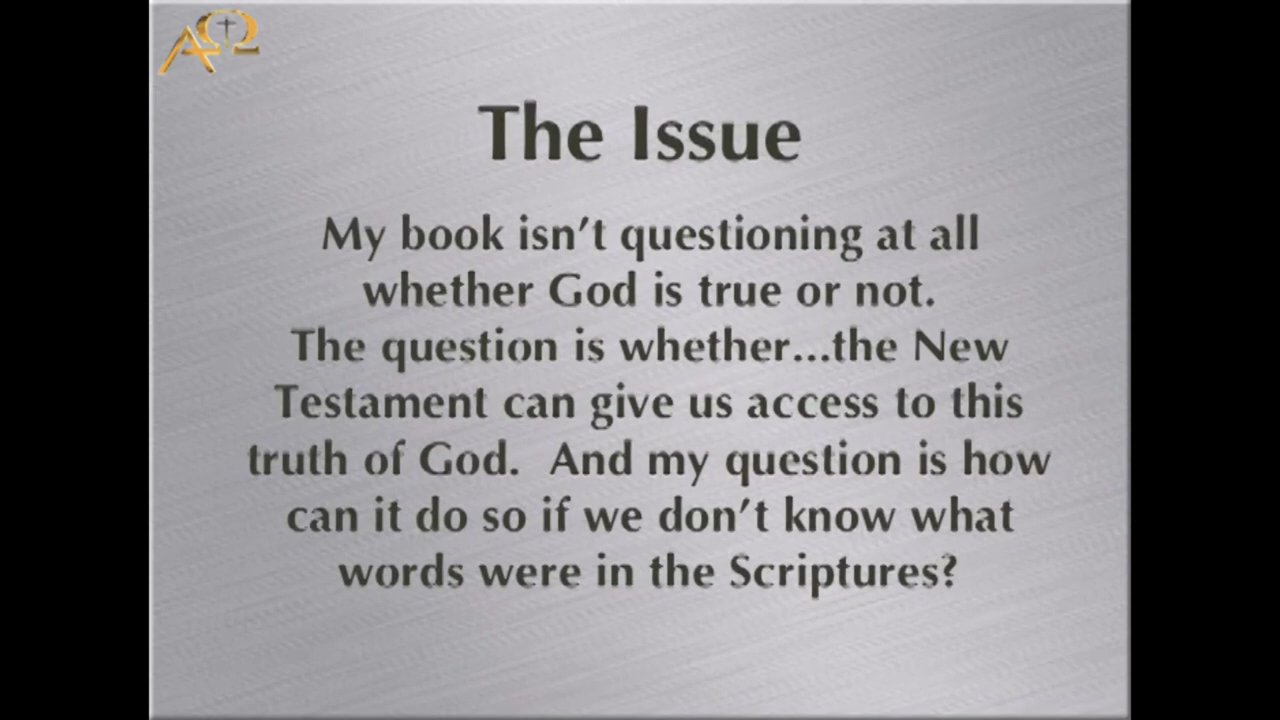 ΑΩ
The Issue
My book isn’t questioning at all
whether God is true or not.
The question is whether...the New
Testament can give us access to this
truth of God.  And my question is how
can it do so if we don’t know what
words were in the Scriptures?